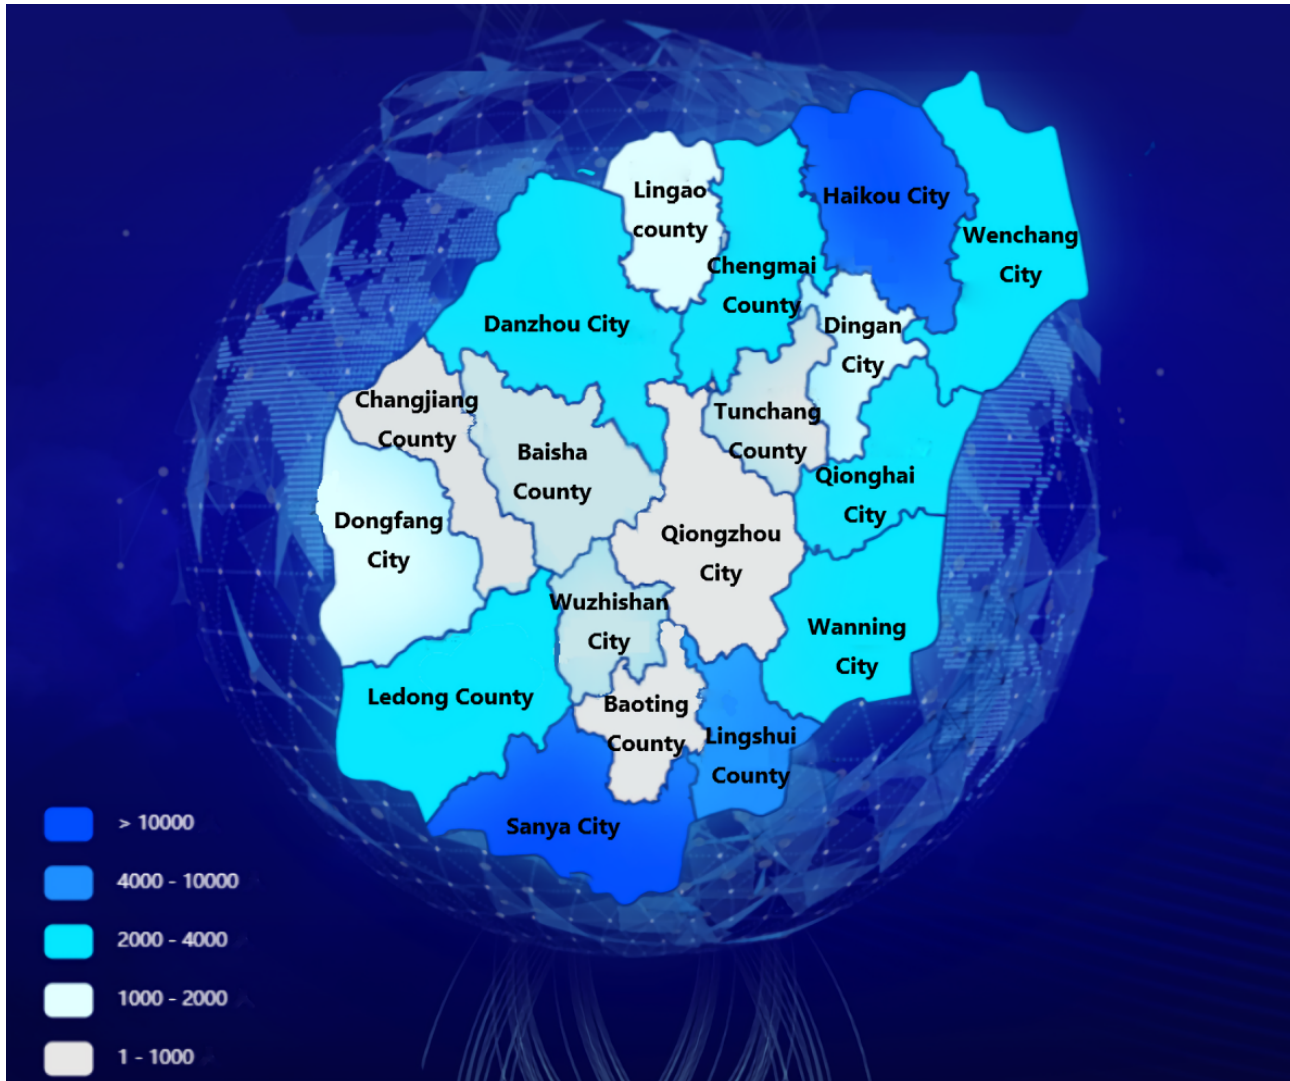 Lingao
county
Haikou City
Wenchang
City
Chengmai
County
Danzhou City
Dingan
City
Changjiang
County
Tunchang
County
Baisha
County
Qionghai
City
Dongfang
City
Qiongzhou
City
Wuzhishan
City
Wanning
City
Ledong County
Baoting
County
Lingshui
County
Sanya City
> 10000
4000 - 10000
2000 - 4000
1000 - 2000
1 - 1000